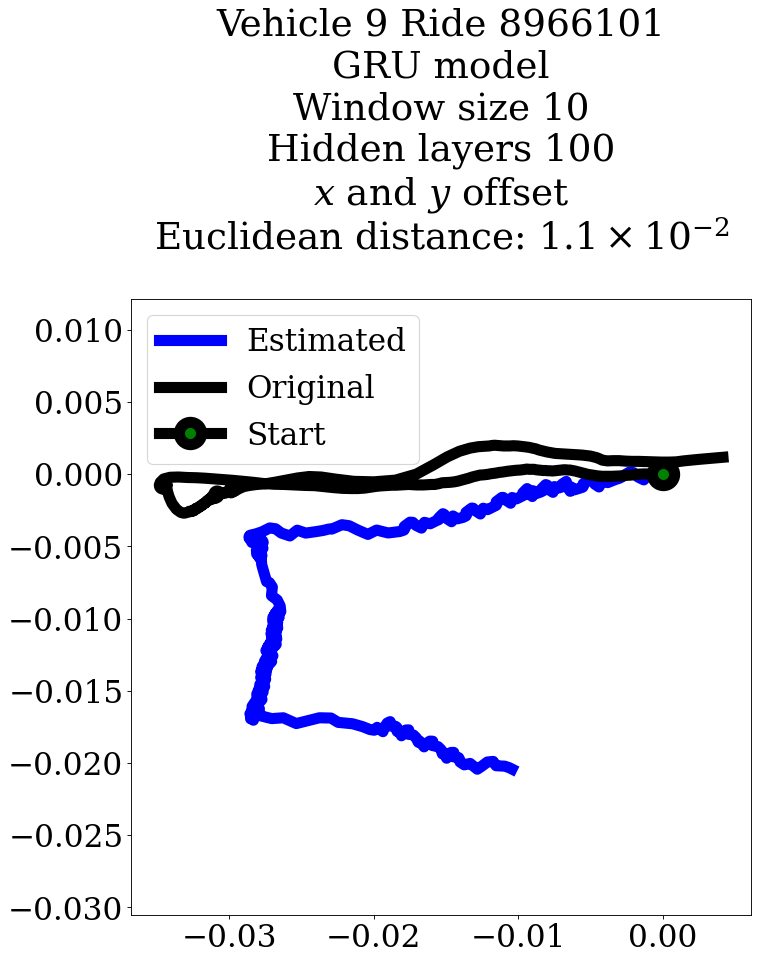 Vehicle 9 Ride 8966101
GRU model
Window size 10
Hidden layers 100
x and y offset
Euclidean distance: 1.1 × 10⁻²
Estimated
Original
Start
0.010
0.005
0.000
−0.005
−0.010
−0.015
−0.020
−0.025
−0.030
−0.03 −0.02 −0.01 0.00